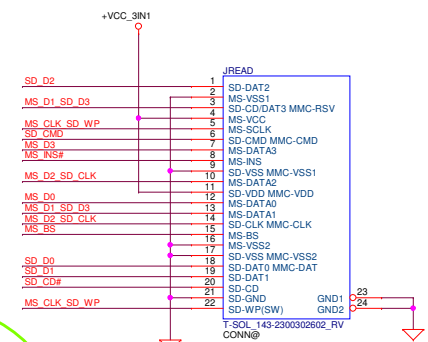 +VCC_3IN1
JREAD
SD_D2 1 SD-DAT2
2 MS-VSS1
MS_D1_SD_D3 3 SD-CD/DAT3 MMC-RSV
4 MS-VCC
MS_CLK_SD_WP 5 MS-SCLK
SD_CMD 6 SD-CMD MMC-CMD
MS_D3 7 MS-DATA3
MS_INS# 8 MS-INS
9 SD-VSS MMC-VSS1
MS_D2_SD_CLK 10 MS-DATA2
11 SD-VDD MMC-VDD
MS_D0 12 MS-DATA0
MS_D1_SD_D3 13 MS-DATA1
MS_D2_SD_CLK 14 SD-CLK MMC-CLK
MS_BS 15 MS-BS
16 MS-VSS2
17 SD-VSS MMC-VSS2
SD_D0 18 SD-DAT0 MMC-DAT
SD_D1 19 SD-DAT1
SD_CD# 20 SD-CD
21 SD-GND GND1 23
MS_CLK_SD_WP 22 SD-WP(SW) GND2 24
T-SOL_143-2300302602_RV
CONN@